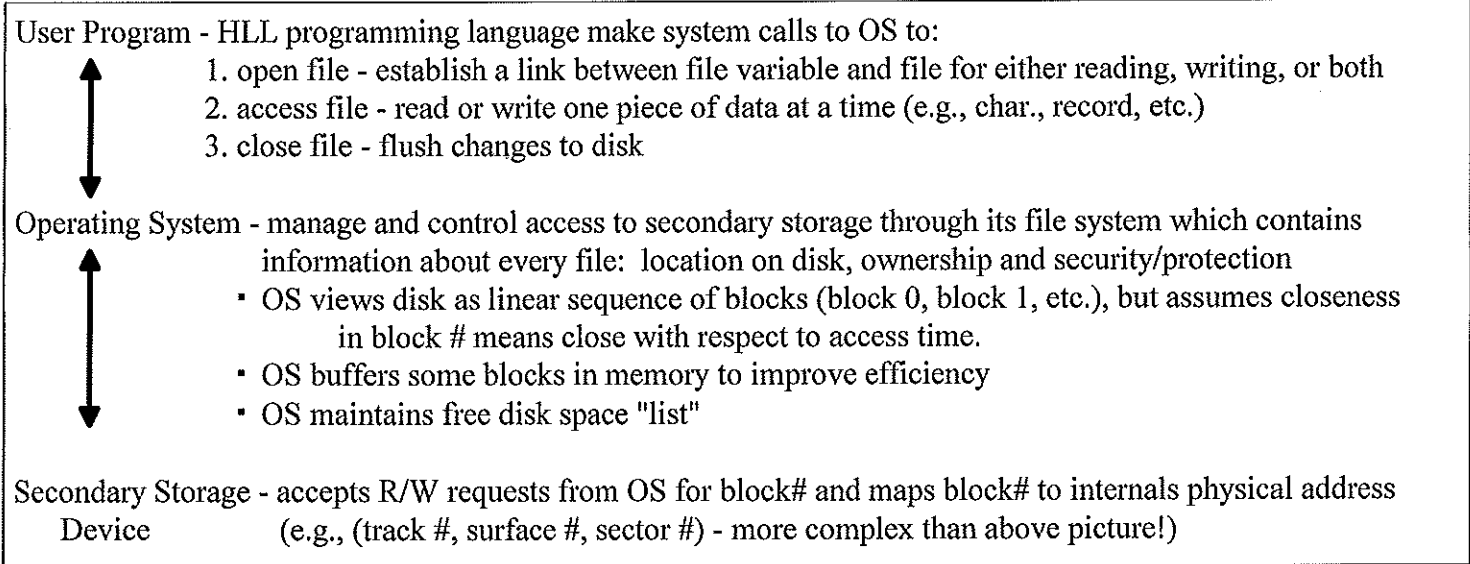 User Program - HLL programming language make system calls to OS to:
1. open file - establish a link between file variable and file for either reading, writing, or both
2. access file - read or write one piece of data at a time (e.g., char., record, etc.)
3. close file - flush changes to disk
Operating System - manage and control access to secondary storage through its file system which contains
information about every file: location on disk, ownership and security/protection
▪ OS views disk as linear sequence of blocks (block 0, block 1, etc.), but assumes closeness
in block # means close with respect to access time.
▪ OS buffers some blocks in memory to improve efficiency
▪ OS maintains free disk space "list"
Secondary Storage - accepts R/W requests from OS for block# and maps block# to internals physical address
Device (e.g., (track #, surface #, sector #) - more complex than above picture!)